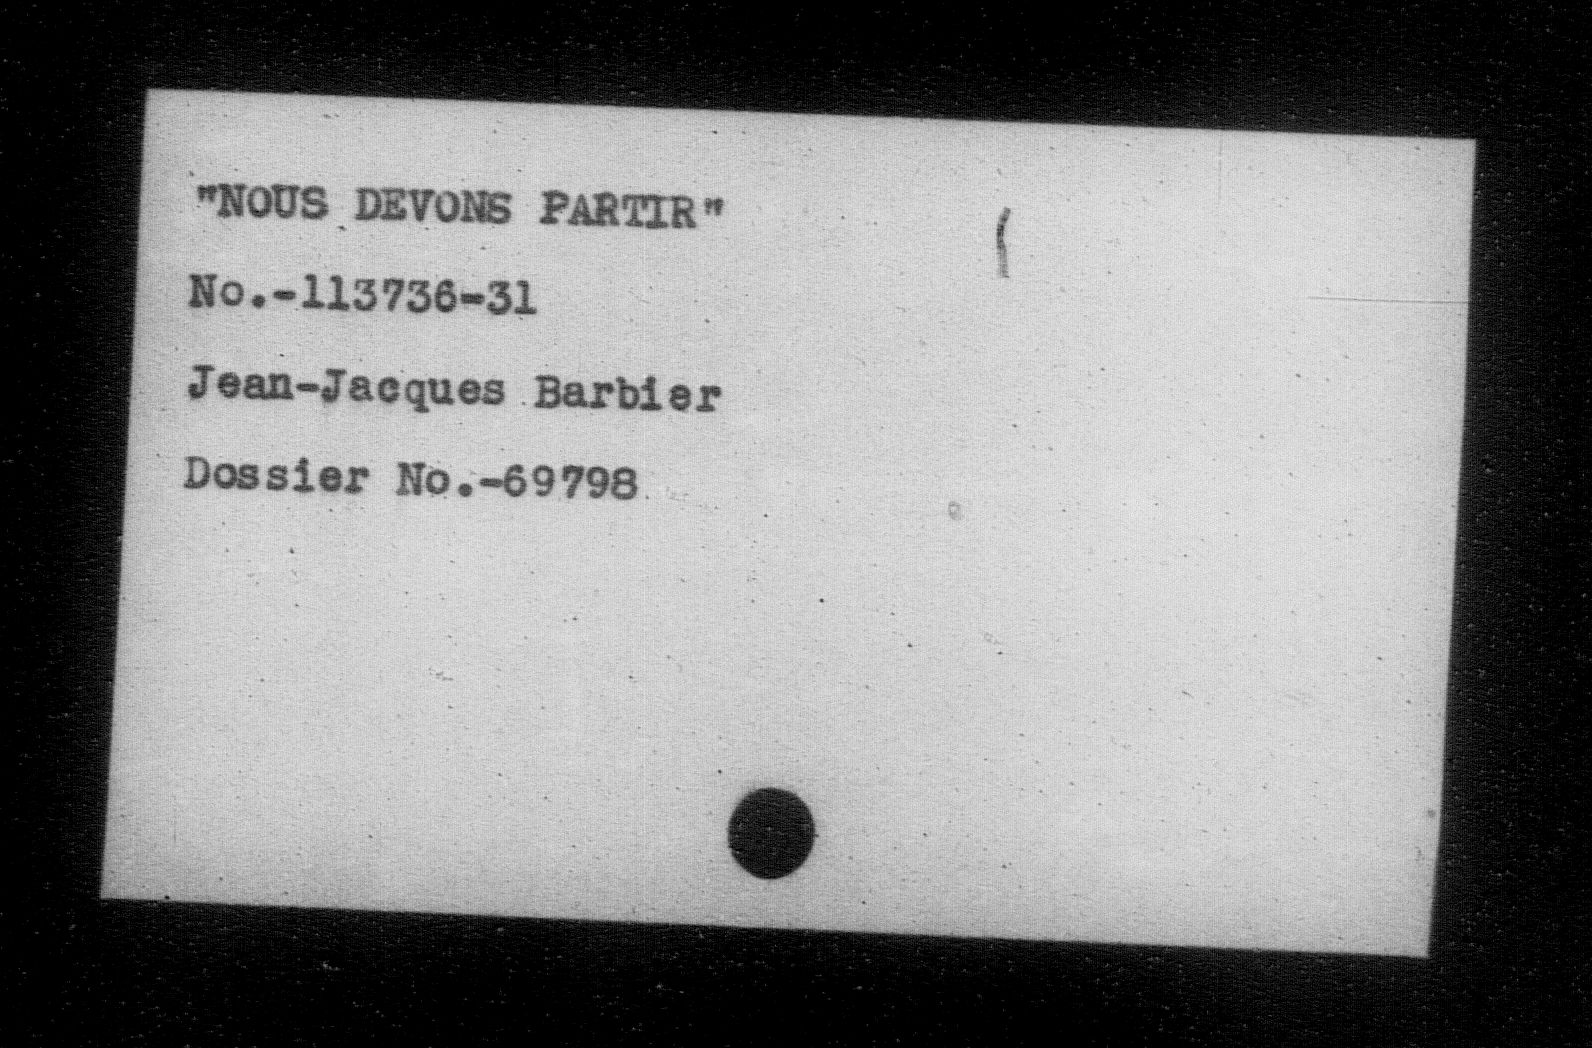 "NOUS DEVONS PARTIR"
No.-113736-31
Jean-Jacques Barbier
Dossier No.-69798